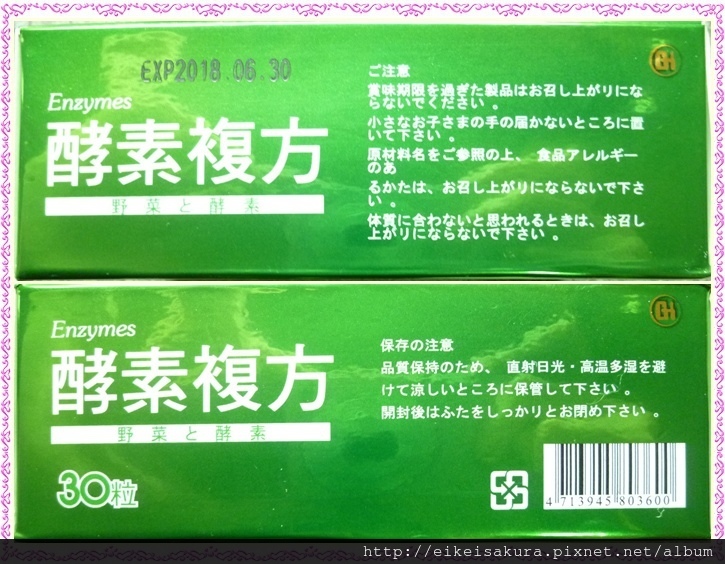 EXP2018.06.30
Enzymes
酵素複方
野菜と酵素
ご注意
賞味期限を過ぎた製品はお召し上がりにな
らないでください 。
小さなお子さまの手の届かないところに置
いて下さい 。
原材料名をご参照の上、 食品アレルギー
のあ
るかたは、お召し上がりにならないで下さ
い 。
体質に合わないと思われるときは、お召し
上がりにならないで下さい 。
GH
Enzymes
酵素複方
野菜と酵素
30粒
保存の注意
品質保持のため、 直射日光・高温多湿を避
けて涼しいところに保管して下さい 。
開封後はふたをしっかりとお閉め下さい 。
GH
4 713945 803600
http://eikeisakura.pixnet.net/album